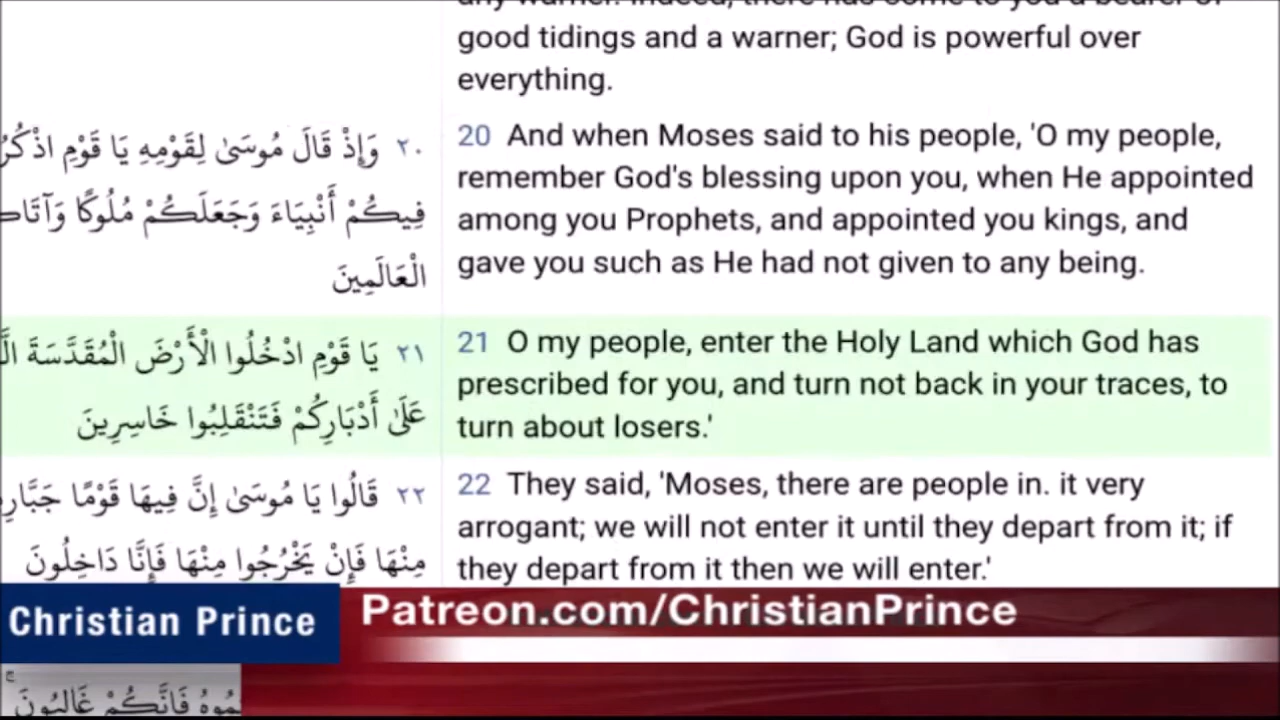 good tidings and a warner; God is powerful over
everything.
٢٠ وَإِذْ قَالَ مُوسَىٰ لِقَوْمِهِ يَا قَوْمِ
فِيكُمْ أَنْبِيَاءَ وَجَعَلَكُمْ مُلُوكًا
الْعَالَمِينَ
20 And when Moses said to his people, 'O my people,
remember God's blessing upon you, when He appointed
among you Prophets, and appointed you kings, and
gave you such as He had not given to any being.
٢١ يَا قَوْمِ ادْخُلُوا الْأَرْضَ الْمُقَدَّسَةَ
عَلَىٰ أَدْبَارِكُمْ فَتَنْقَلِبُوا خَاسِرِينَ
21 O my people, enter the Holy Land which God has
prescribed for you, and turn not back in your traces, to
turn about losers.'
٢٢ قَالُوا يَا مُوسَىٰ إِنَّ فِيهَا قَوْمًا
مِنْهَا فَإِنْ يَخْرُجُوا مِنْهَا فَإِنَّا دَاخِلُونَ
22 They said, 'Moses, there are people in. it very
arrogant; we will not enter it until they depart from it; if
they depart from it then we will enter.'
Christian Prince
Patreon.com/ChristianPrince
فَإِنَّكُمْ غَالِبُونَ